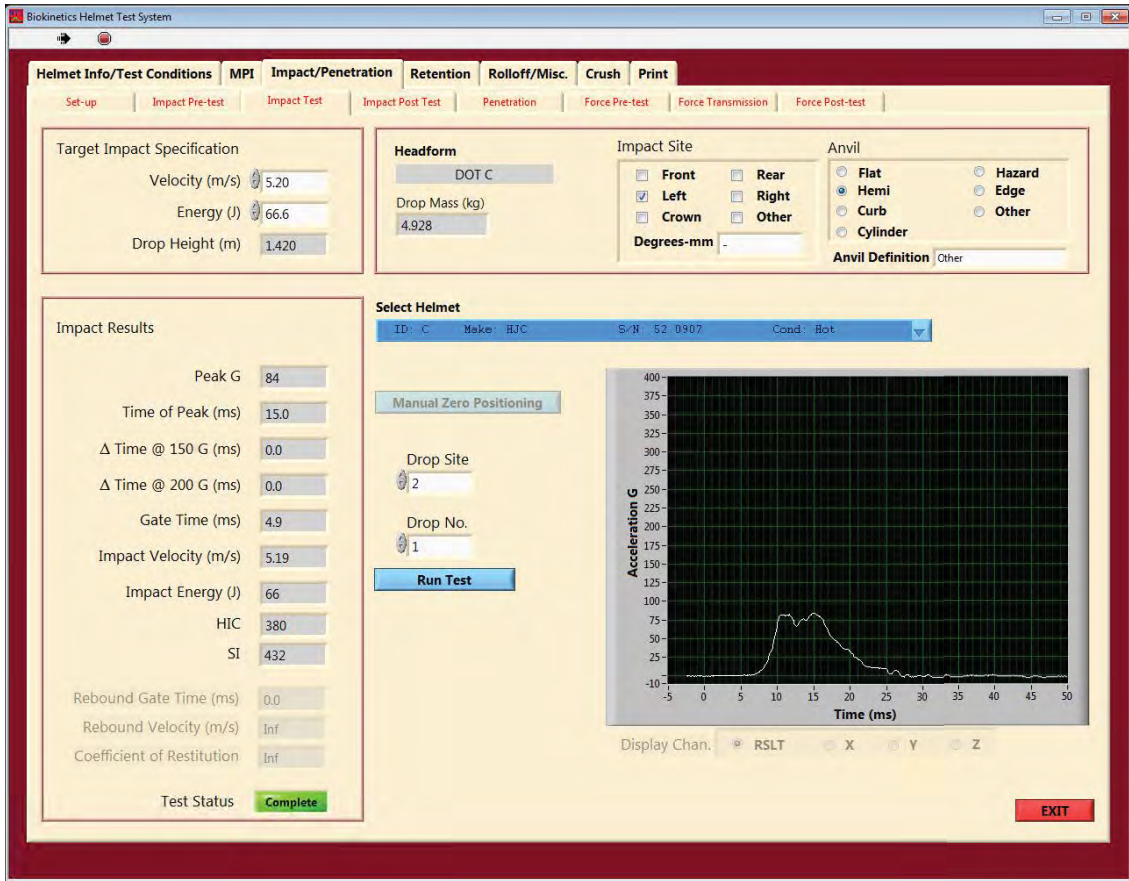 Biokinetics Helmet Test System
Helmet Info/Test Conditions MPI Impact/Penetration Retention Rolloff/Misc. Crush Print
Set-up Impact Pre-test Impact Test Impact Post Test Penetration Force Pre-test Force Transmission Force Post-test
Target Impact Specification
Velocity (m/s) 5.20
Energy (J) 66.6
Drop Height (m) 1.420
Headform
DOT C
Drop Mass (kg)
4.928
Impact Site
Front Rear
Left Right
Crown Other
Degrees-mm -
Anvil
Flat Hazard
Hemi Edge
Curb Other
Cylinder
Anvil Definition Other
Select Helmet
ID: C Make: HJC S/N: 52 0907 Cond: Hot
Impact Results
Peak G 84
Time of Peak (ms) 15.0
Δ Time @ 150 G (ms) 0.0
Δ Time @ 200 G (ms) 0.0
Gate Time (ms) 4.9
Impact Velocity (m/s) 5.19
Impact Energy (J) 66
HIC 380
SI 432
Rebound Gate Time (ms) 0.0
Rebound Velocity (m/s) Inf
Coefficient of Restitution Inf
Test Status Complete
Manual Zero Positioning
Drop Site
2
Drop No.
1
Run Test
Acceleration G
400
375
350
325
300
275
250
225
200
175
150
125
100
75
50
25
-10
-5 0 5 10 15 20 25 30 35 40 45 50
Time (ms)
Display Chan. RSLT X Y Z
EXIT